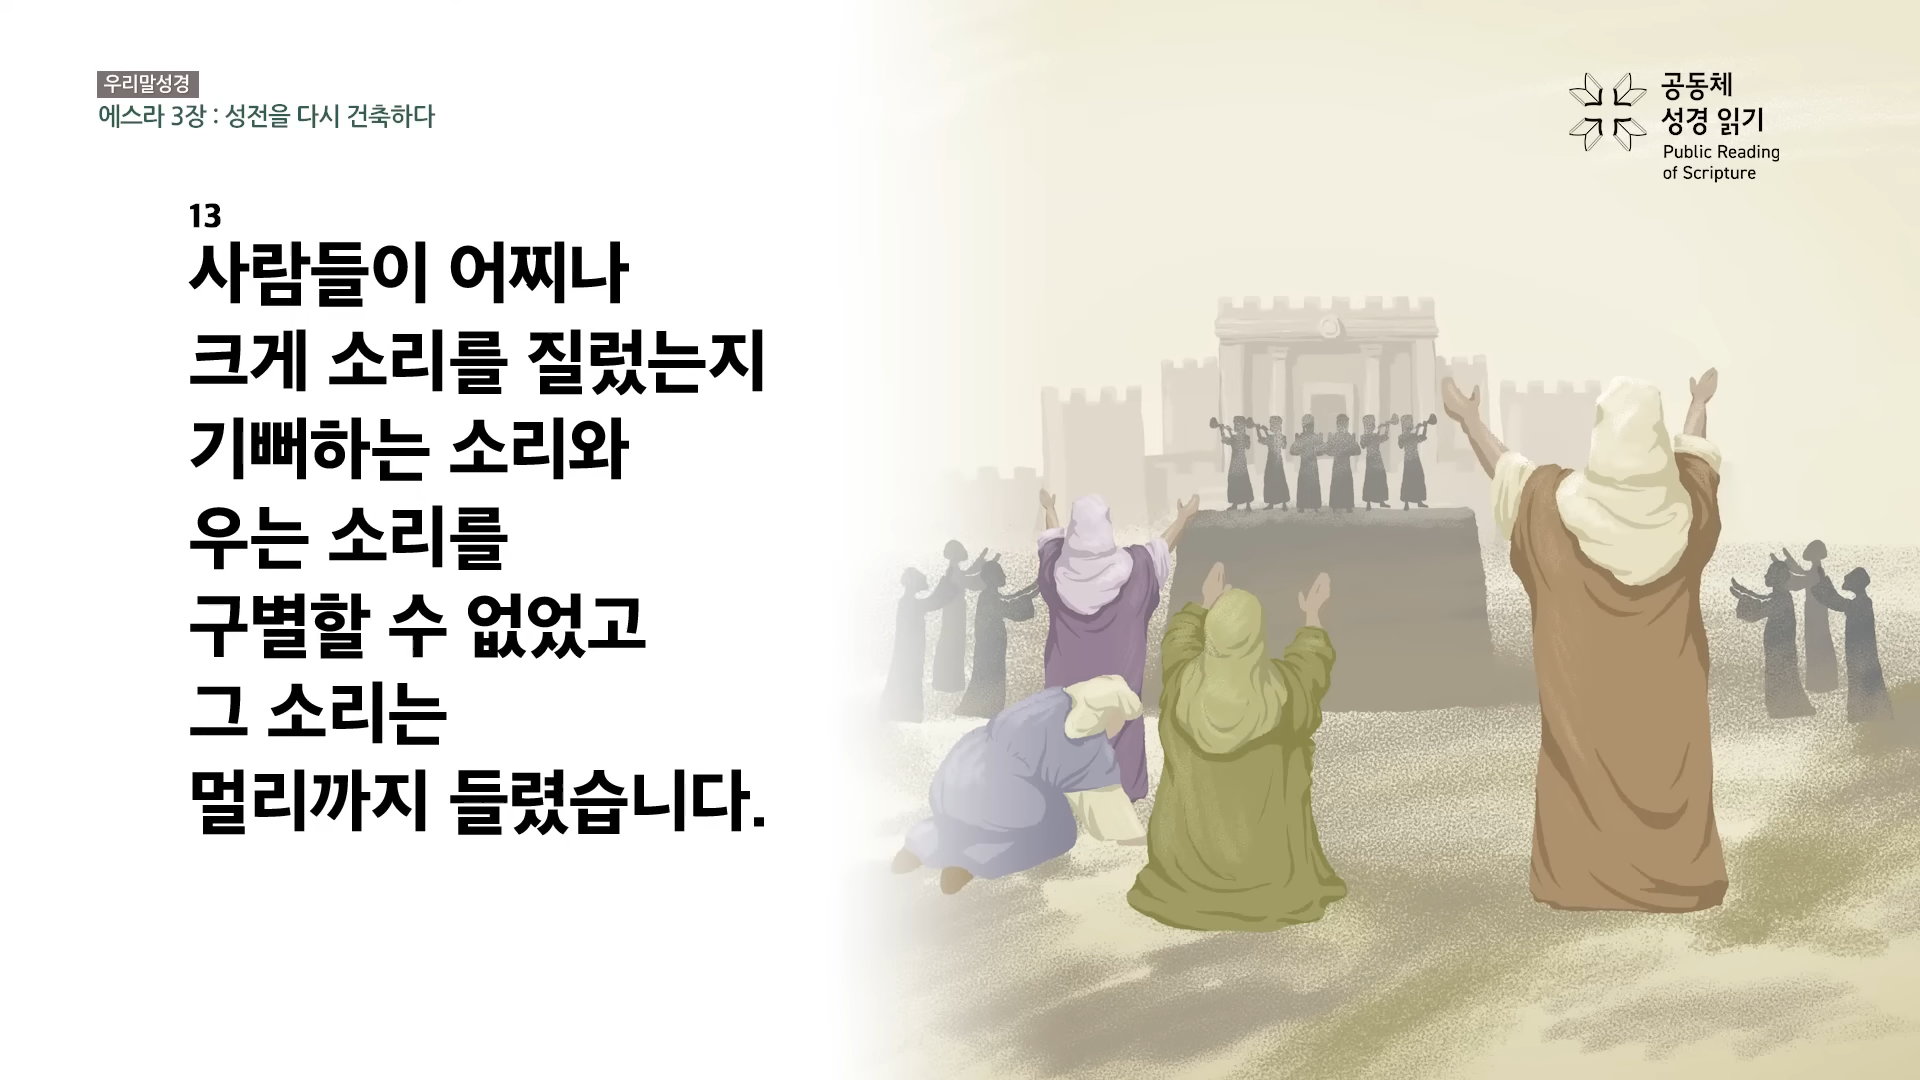 우리말성경
에스라 3장 : 성전을 다시 건축하다
공동체
성경 읽기
Public Reading
of Scripture
13
사람들이 어찌나
크게 소리를 질렀는지
기뻐하는 소리와
우는 소리를
구별할 수 없었고
그 소리는
멀리까지 들렸습니다.